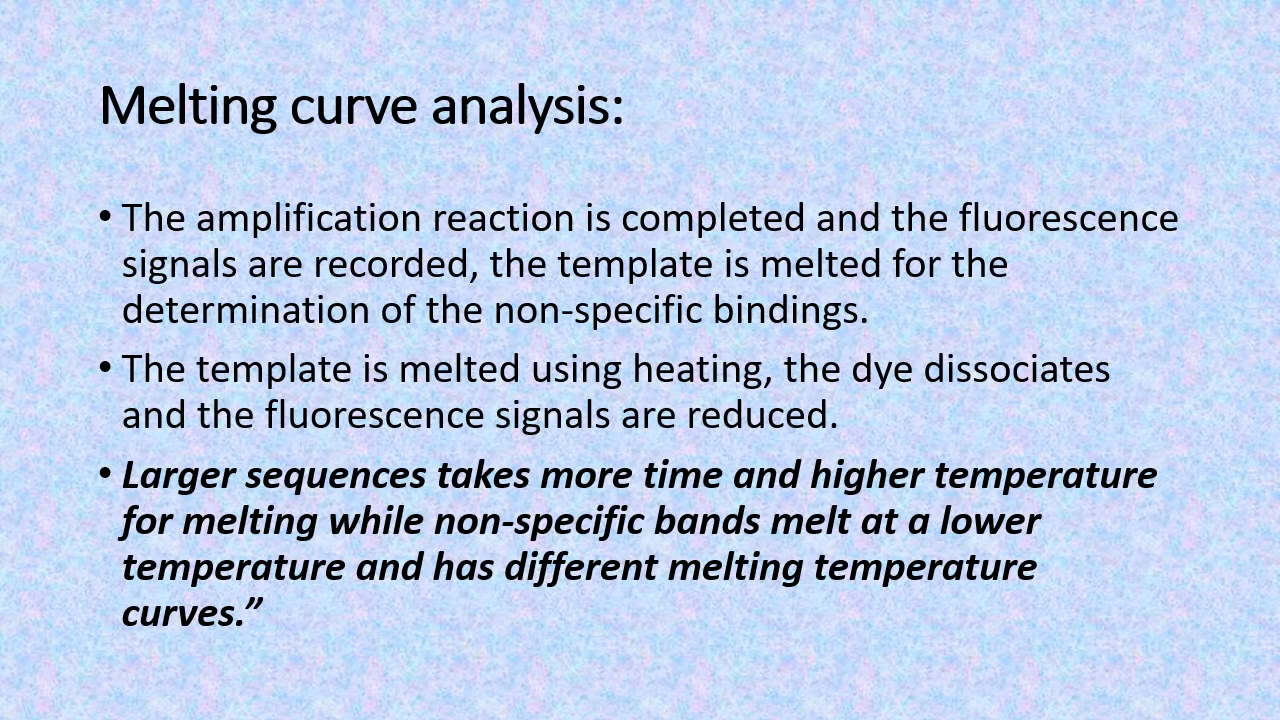 Melting curve analysis:
• The amplification reaction is completed and the fluorescence
signals are recorded, the template is melted for the
determination of the non-specific bindings.
• The template is melted using heating, the dye dissociates
and the fluorescence signals are reduced.
• Larger sequences takes more time and higher temperature
for melting while non-specific bands melt at a lower
temperature and has different melting temperature
curves.”